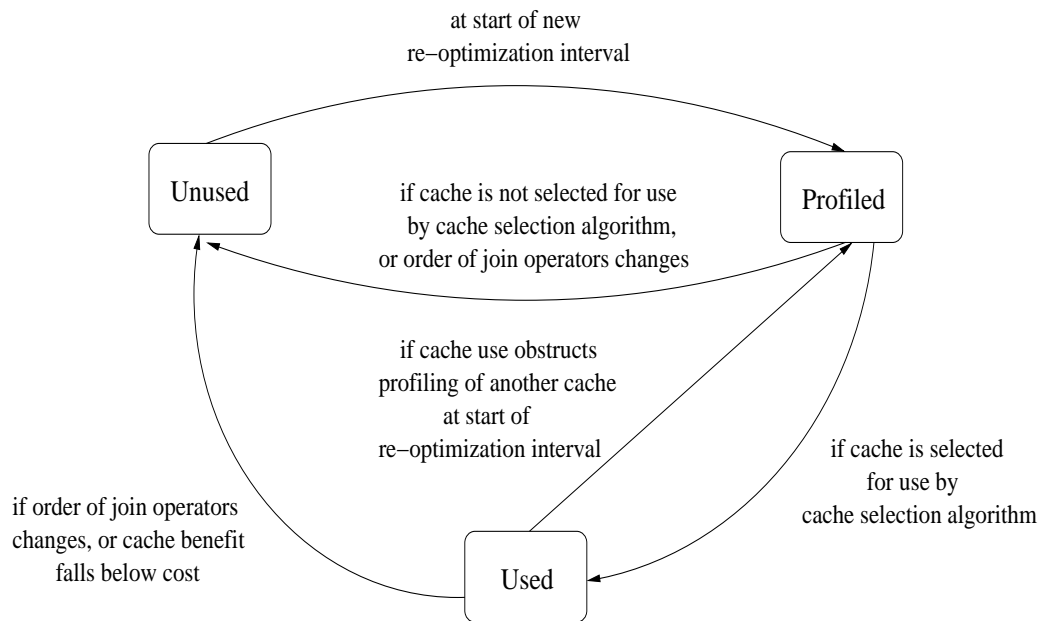 at start of new
re−optimization interval
Unused
Profiled
if cache is not selected for use
by cache selection algorithm,
or order of join operators changes
if cache use obstructs
profiling of another cache
at start of
re−optimization interval
if cache is selected
for use by
cache selection algorithm
if order of join operators
changes, or cache benefit
falls below cost
Used